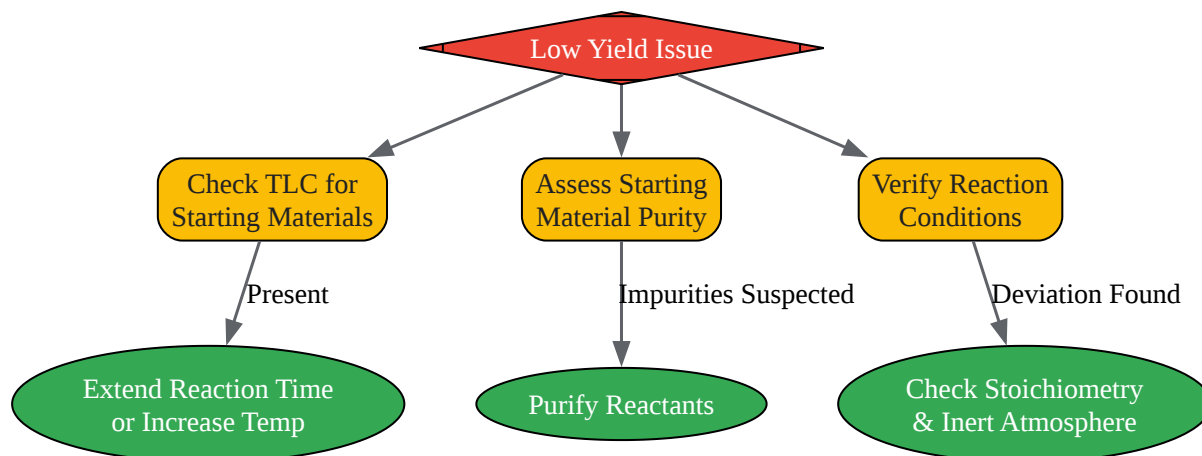 Low Yield Issue
Check TLC for
Starting Materials
Assess Starting
Material Purity
Verify Reaction
Conditions
Present
Impurities Suspected
Deviation Found
Extend Reaction Time
or Increase Temp
Purify Reactants
Check Stoichiometry
& Inert Atmosphere